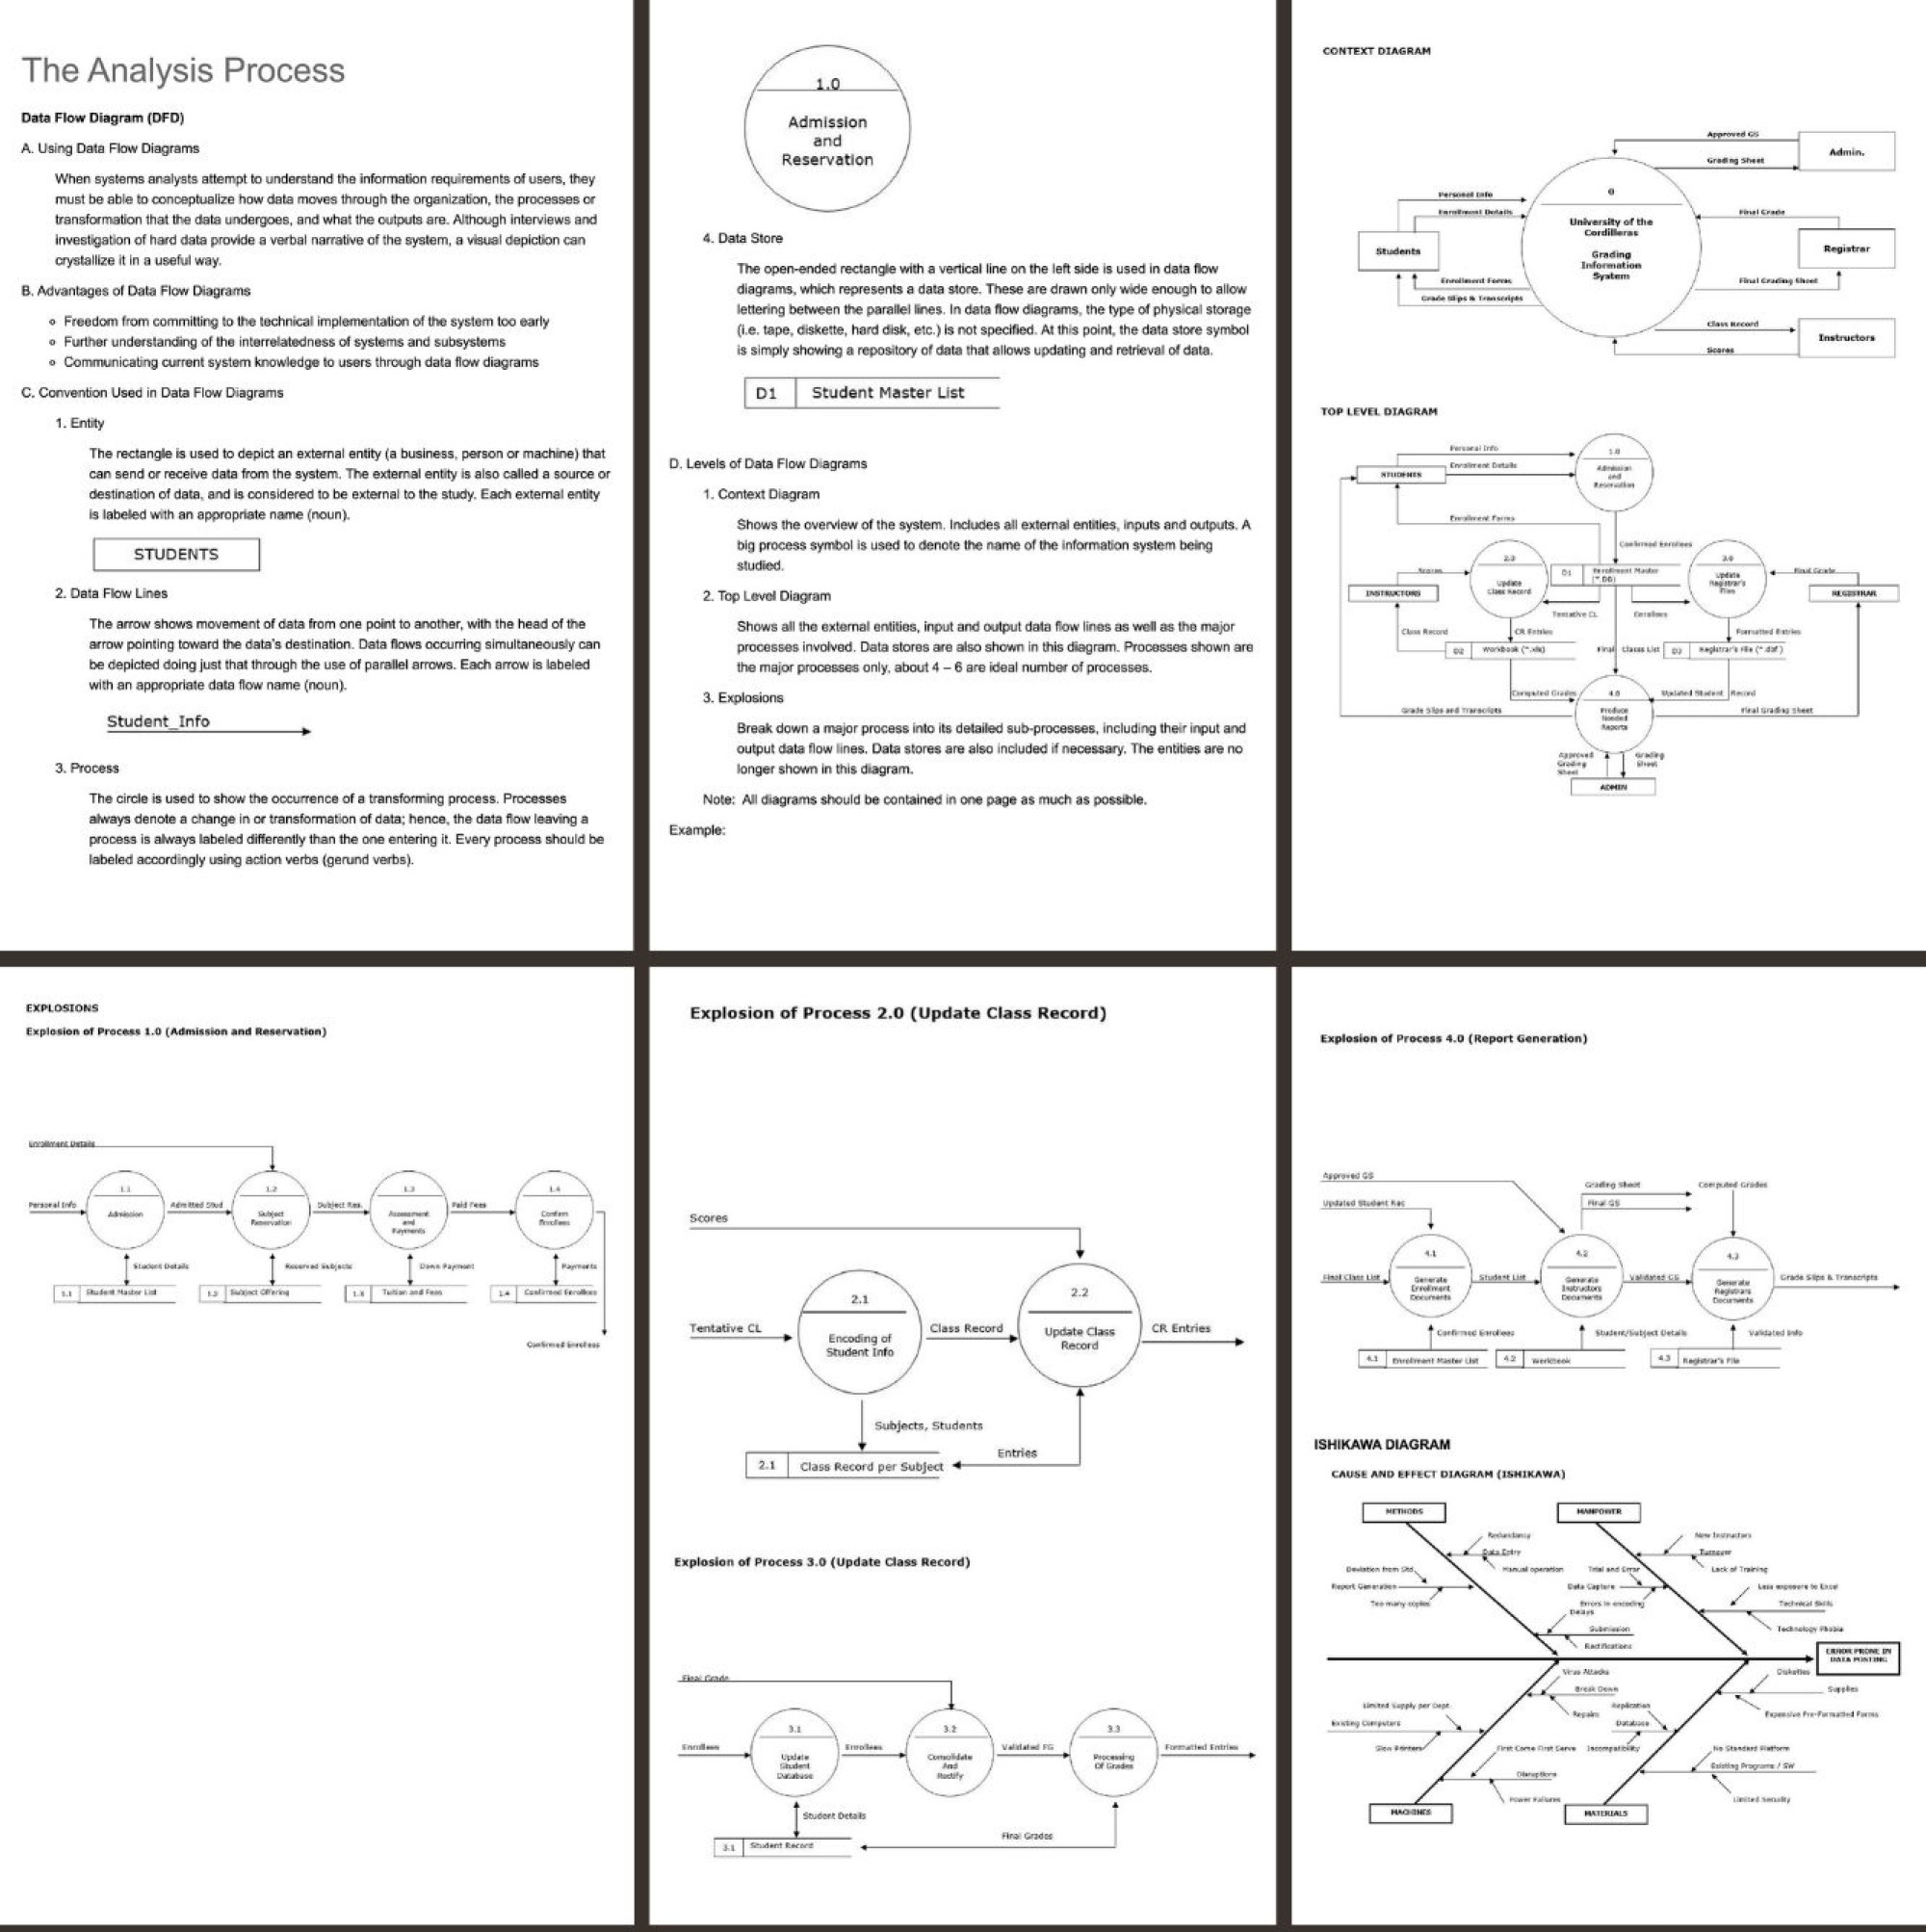 The Analysis Process
Data Flow Diagram (DFD)
A. Using Data Flow Diagrams
When systems analysts attempt to understand the information requirements of users, they
must be able to conceptualize how data moves through the organization, the processes or
transformation that the data undergoes, and what the outputs are. Although interviews and
investigation of hard data provide a verbal narrative of the system, a visual depiction can
crystallize it in a useful way.
B. Advantages of Data Flow Diagrams
Freedom from committing to the technical implementation of the system too early
Further understanding of the interrelatedness of systems and subsystems
Communicating current system knowledge to users through data flow diagrams
C. Convention Used in Data Flow Diagrams
1. Entity
The rectangle is used to depict an external entity (a business, person or machine) that
can send or receive data from the system. The external entity is also called a source or
destination of data, and is considered to be external to the study. Each external entity
is labeled with an appropriate name (noun).
STUDENTS
2. Data Flow Lines
The arrow shows movement of data from one point to another, with the head of the
arrow pointing toward the data's destination. Data flows occurring simultaneously can
be depicted doing just that through the use of parallel arrows. Each arrow is labeled
with an appropriate data flow name (noun).
Student_Info
3. Process
The circle is used to show the occurrence of a transforming process. Processes
always denote a change in or transformation of data; hence, the data flow leaving a
process is always labeled differently than the one entering it. Every process should be
labeled accordingly using action verbs (gerund verbs).
1.0
Admission
and
Reservation
4. Data Store
The open-ended rectangle with a vertical line on the left side is used in data flow
diagrams, which represents a data store. These are drawn only wide enough to allow
lettering between the parallel lines. In data flow diagrams, the type of physical storage
(i.e. tape, diskette, hard disk, etc.) is not specified. At this point, the data store symbol
is simply showing a repository of data that allows updating and retrieval of data.
D1 Student Master List
D. Levels of Data Flow Diagrams
1. Context Diagram
Shows the overview of the system. Includes all external entities, inputs and outputs. A
big process symbol is used to denote the name of the information system being
studied.
2. Top Level Diagram
Shows all the external entities, input and output data flow lines as well as the major
processes involved. Data stores are also shown in this diagram. Processes shown are
the major processes only, about 4 – 6 are ideal number of processes.
3. Explosions
Break down a major process into its detailed sub-processes, including their input and
output data flow lines. Data stores are also included if necessary. The entities are no
longer shown in this diagram.
Note: All diagrams should be contained in one page as much as possible.
Example:
CONTEXT DIAGRAM
Approved GS
Admin.
Grading Sheet
0
Personal Info
Enrollment Details
University of the
Cordilleras
Grading
Information
System
Final Grade
Students
Registrar
Enrollment Forms
Final Grading Sheet
Grade Slips & Transcripts
Class Record
Instructors
Scores
TOP LEVEL DIAGRAM
Personal Info
1.0
Admission
and
Reservation
STUDENTS
Enrollment Details
Enrollment Forms
Confirmed Enrollees
2.0
Update
Class Record
D1 Enrollment Master
(*.DB)
3.0
Update
Registrar's
Files
Scores
Final Grade
INSTRUCTORS
REGISTRAR
Tentative CL
Enrollees
Class Record
CR Entries
Formatted Entries
D2 Workbook (*.xls)
Final Classs List
D3 Registrar's File (*.dbf)
Computed Grades
4.0
Produce
Needed
Reports
Updated Student Record
Grade Slips and Transcripts
Final Grading Sheet
Approved
Grading
Sheet
Grading
Sheet
ADMIN
EXPLOSIONS
Explosion of Process 1.0 (Admission and Reservation)
Enrollment Details
Personal Info
1.1
Admission
Admitted Stud
1.2
Subject
Reservation
Subject Res.
1.3
Assessment
and
Payments
Paid Fees
1.4
Confirm
Enrollees
Student Details
Reserved Subjects
Down Payment
Payments
1.1 Student Master List
1.2 Subject Offering
1.3 Tuition and Fees
1.4 Confirmed Enrollees
Confirmed Enrollees
Explosion of Process 2.0 (Update Class Record)
Scores
Tentative CL
2.1
Encoding of
Student Info
Class Record
2.2
Update Class
Record
CR Entries
Subjects, Students
Entries
2.1 Class Record per Subject
Explosion of Process 3.0 (Update Class Record)
Final Grade
Enrollees
3.1
Update
Student
Database
Enrollees
3.2
Consolidate
And
Rectify
Validated FG
3.3
Processing
Of Grades
Formatted Entries
Student Details
Final Grades
3.1 Student Record
Explosion of Process 4.0 (Report Generation)
Approved GS
Grading Sheet
Computed Grades
Updated Student Rec
Final GS
Final Class List
4.1
Generate
Enrollment
Documents
Student List
4.2
Generate
Instructors
Documents
Validated GS
4.3
Generate
Registrars
Documents
Grade Slips & Transcripts
Confirmed Enrollees
Student/Subject Details
Validated Info
4.1 Enrollment Master List
4.2 Workbook
4.3 Registrar's File
ISHIKAWA DIAGRAM
CAUSE AND EFFECT DIAGRAM (ISHIKAWA)
METHODS
MANPOWER
Redundancy
Data Entry
Manual operation
Deviation from Std.
Report Generation
Too many copies
Delays
Submission
Rectifications
New Instructors
Turnover
Lack of Training
Trial and Error
Data Capture
Errors in encoding
Less exposure to Excel
Technical Skills
Technology Phobia
ERROR PRONE IN
DATA POSTING
Virus Attacks
Break Down
Repairs
Limited Supply per Dept.
Existing Computers
Slow Printers
First Come First Serve
Disruptions
Power Failures
Diskettes
Supplies
Expensive Pre-Formatted Forms
Replication
Database
Incompatibility
No Standard Platform
Existing Programs / SW
Limited Security
MACHINES
MATERIALS